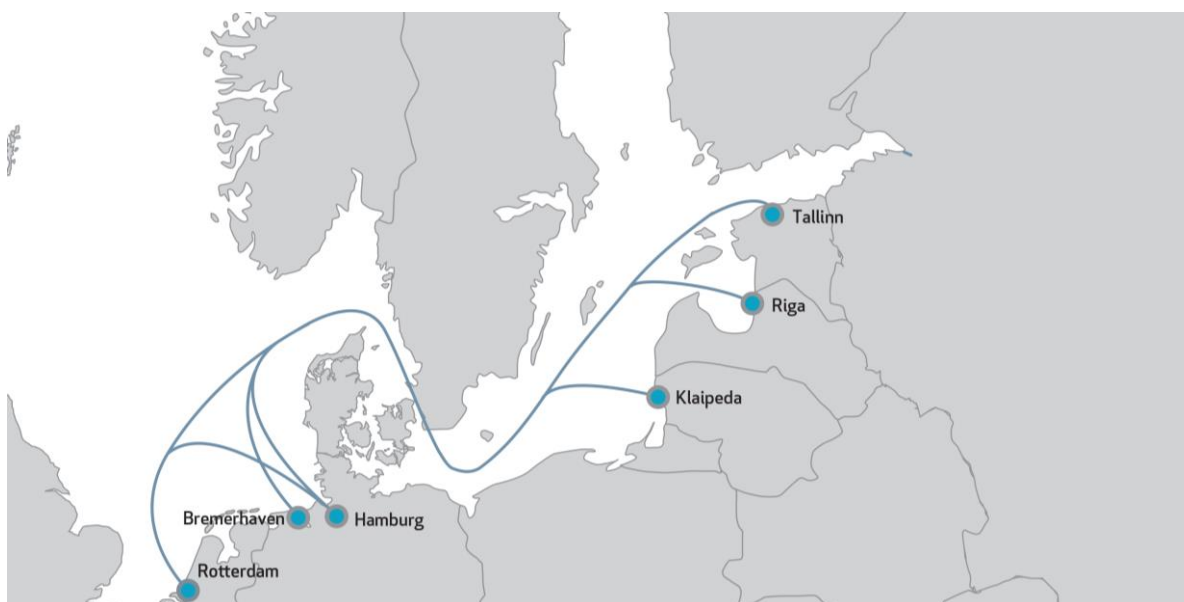 Tallinn
Riga
Klaipeda
Bremerhaven
Hamburg
Rotterdam